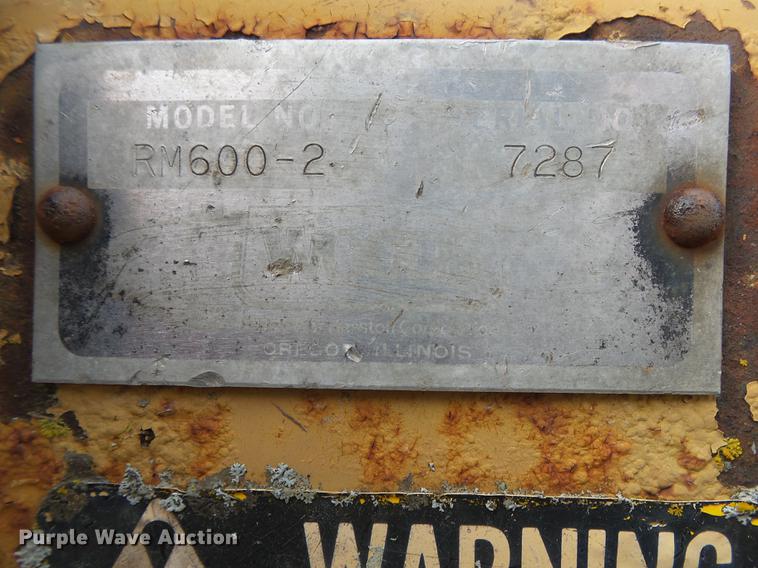 MODEL NO.
RM600-2 7287
OREGON, ILLINOIS
WARNING
Purple Wave Auction